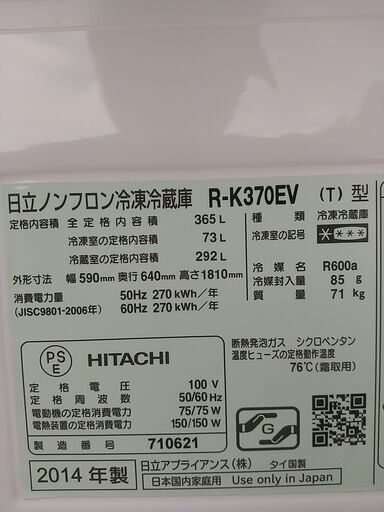 日立ノンフロン冷凍冷蔵庫 R-K370EV (T) 型
定格内容積 全定格内容積 365 L
冷凍室の定格内容積 73 L
冷蔵室の定格内容積 292 L
種類 冷凍冷蔵庫
冷凍室の記号 ****
外形寸法 幅 590mm 奥行 640mm 高さ 1810mm
消費電力量 50Hz 270 kWh/年
(JISC9801-2006年) 60Hz 270 kWh/年
冷媒名 R600a
冷媒封入量 85 g
質量 71 kg
PS
E
HITACHI
断熱発泡ガス シクロペンタン
温度ヒューズの定格動作温度
76℃(霜取用)
定格電圧 100 V
定格周波数 50/60 Hz
電動機の定格消費電力 75/75 W
電熱装置の定格消費電力 150/150 W
製造番号 710621
G
2014 年製
日立アプライアンス(株) タイ国製
日本国内家庭用 Use only in Japan